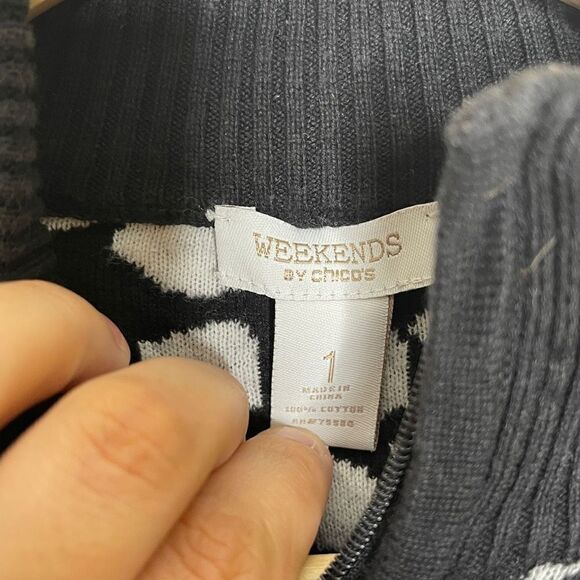 WEEKENDS
BY chico's
1
MADE IN
CHINA
100% COTTON